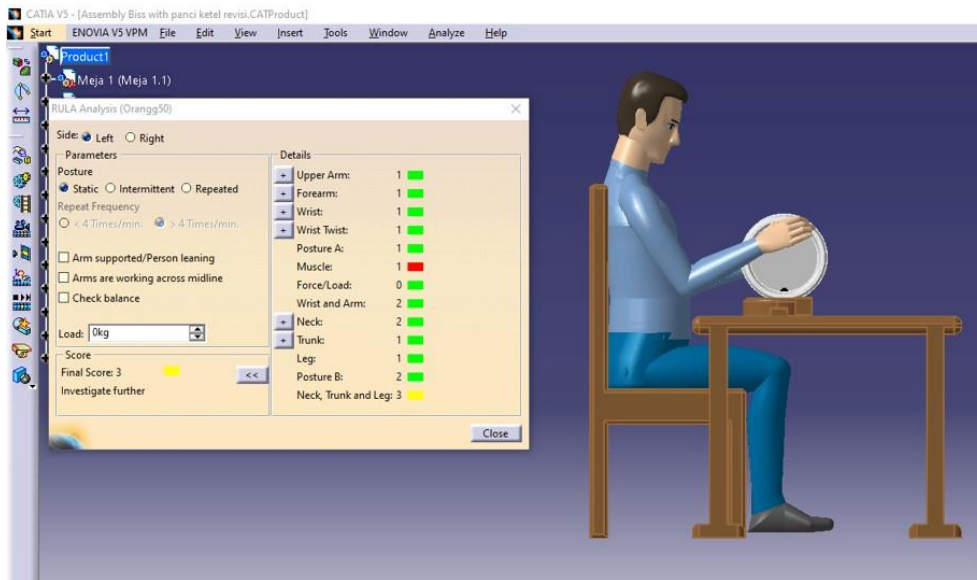 CATIA V5 - [Assembly Biss with panci ketel revisi.CATProduct]
Start ENOVIA V5 VPM File Edit View Insert Tools Window Analyze Help
Product1
Meja 1 (Meja 1.1)
RULA Analysis (Orangg50)
Side: Left Right
Parameters
Posture
Static Intermittent Repeated
Repeat Frequency
< 4 Times/min. > 4 Times/min.
Arm supported/Person leaning
Arms are working across midline
Check balance
Load: 0kg
Score
Final Score: 3
<<
Investigate further
Details
+ Upper Arm: 1
+ Forearm: 1
+ Wrist: 1
+ Wrist Twist: 1
Posture A: 1
Muscle: 1
Force/Load: 0
Wrist and Arm: 2
+ Neck: 2
+ Trunk: 1
Leg: 1
Posture B: 2
Neck, Trunk and Leg: 3
Close